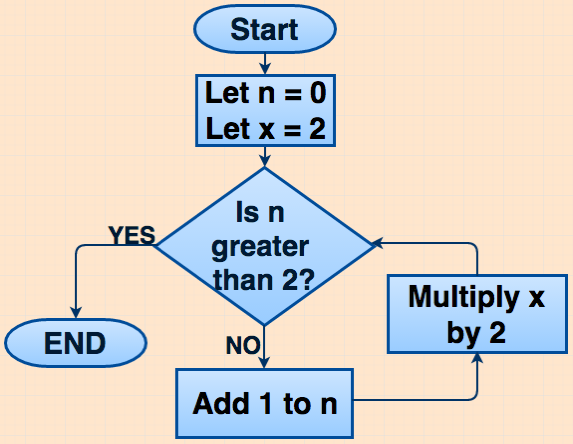 Start
Let n = 0
Let x = 2
Is n
greater
than 2?
YES
END
NO
Add 1 to n
Multiply x
by 2